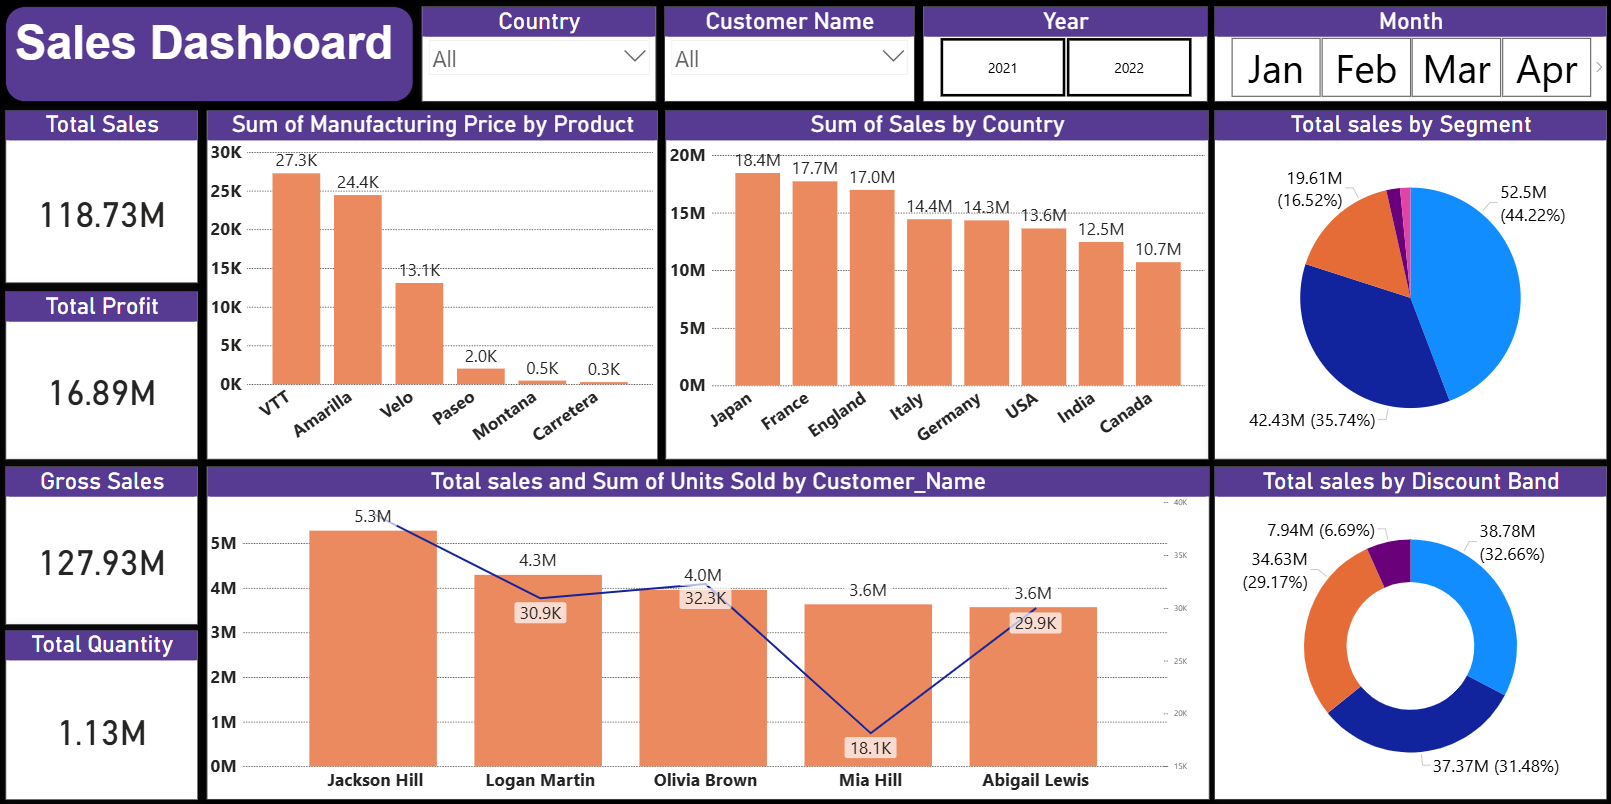 Sales Dashboard
Country
All
Customer Name
All
Year
2021
2022
Month
Jan
Feb
Mar
Apr
Total Sales
118.73M
Total Profit
16.89M
Gross Sales
127.93M
Total Quantity
1.13M
Sum of Manufacturing Price by Product
30K
25K
20K
15K
10K
5K
0K
27.3K
24.4K
13.1K
2.0K
0.5K
0.3K
VTT
Amarilla
Velo
Paseo
Montana
Carretera
Sum of Sales by Country
20M
15M
10M
5M
0M
18.4M
17.7M
17.0M
14.4M
14.3M
13.6M
12.5M
10.7M
Japan
France
England
Italy
Germany
USA
India
Canada
Total sales by Segment
19.61M
(16.52%)
52.5M
(44.22%)
42.43M (35.74%)
Total sales and Sum of Units Sold by Customer_Name
5M
4M
3M
2M
1M
0M
5.3M
4.3M
4.0M
3.6M
3.6M
30.9K
32.3K
18.1K
29.9K
40K
35K
30K
25K
20K
15K
Jackson Hill
Logan Martin
Olivia Brown
Mia Hill
Abigail Lewis
Total sales by Discount Band
7.94M (6.69%)
38.78M
(32.66%)
34.63M
(29.17%)
37.37M (31.48%)